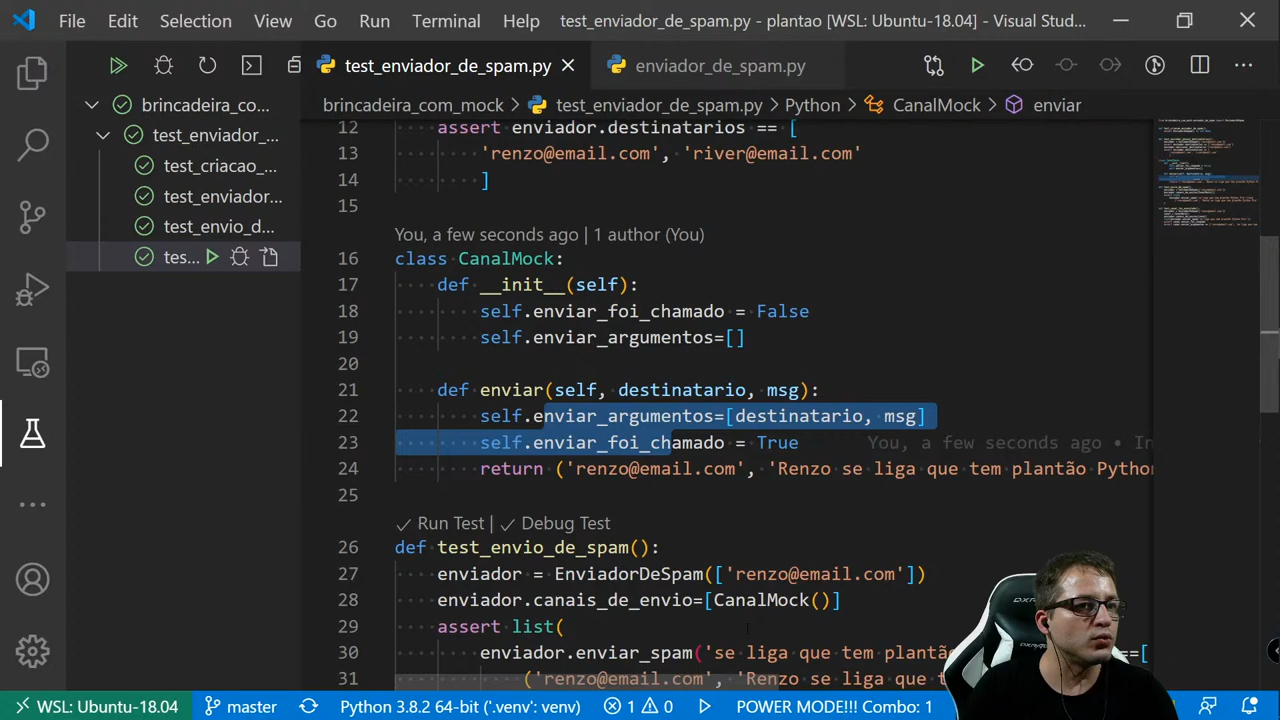 File Edit Selection View Go Run Terminal Help test_enviador_de_spam.py - plantao [WSL: Ubuntu-18.04] - Visual Stud...
test_enviador_de_spam.py enviador_de_spam.py
brincadeira_co...
test_enviador_...
test_criacao_...
test_enviador...
test_envio_d...
tes...
brincadeira_com_mock > test_enviador_de_spam.py > Python > CanalMock > enviar
12 assert enviador.destinatarios == [
13 'renzo@email.com', 'river@email.com'
14 ]
15
You, a few seconds ago | 1 author (You)
16 class CanalMock:
17 def __init__(self):
18 self.enviar_foi_chamado = False
19 self.enviar_argumentos=[]
20
21 def enviar(self, destinatario, msg):
22 self.enviar_argumentos=[destinatario, msg]
23 self.enviar_foi_chamado = True You, a few seconds ago • In
24 return ('renzo@email.com', 'Renzo se liga que tem plantão Python
25
Run Test | Debug Test
26 def test_envio_de_spam():
27 enviador = EnviadorDeSpam(['renzo@email.com'])
28 enviador.canais_de_envio=[CanalMock()]
29 assert list(
30 enviador.enviar_spam('se liga que tem plantão ==[
31 ('renzo@email.com', 'Renzo se liga que t
WSL: Ubuntu-18.04 master Python 3.8.2 64-bit ('.venv': venv) 1 0 POWER MODE!!! Combo: 1